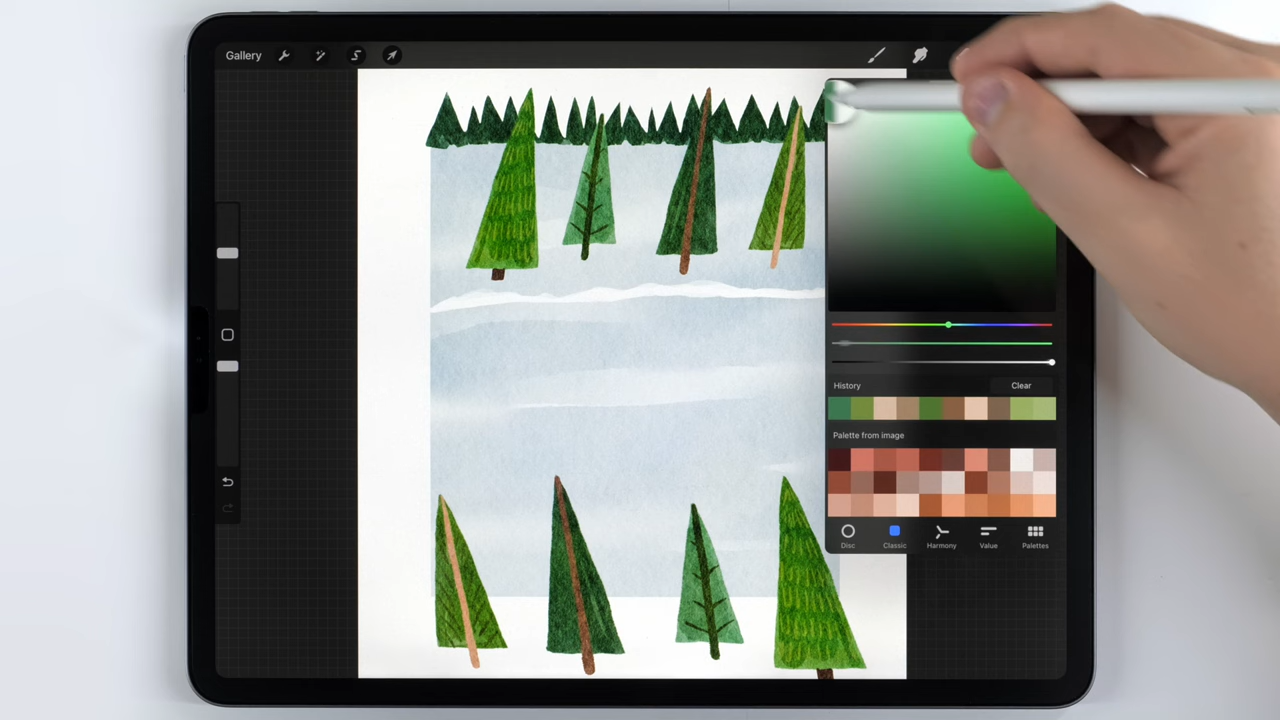 Gallery
History
Clear
Palette from image
Disc
Classic
Harmony
Value
Palettes